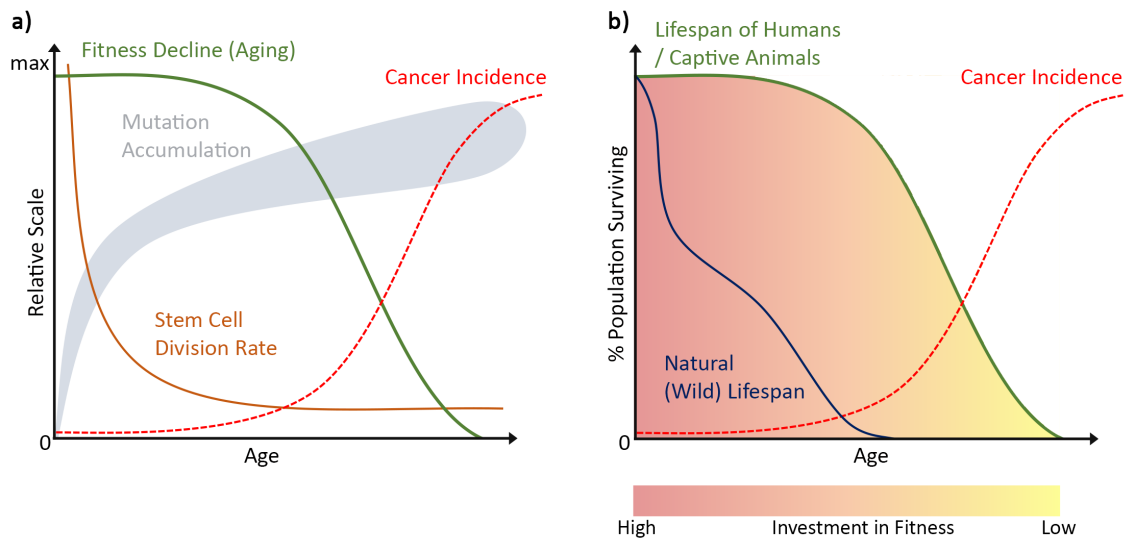 a)
Fitness Decline (Aging)
max
Cancer Incidence
Mutation
Accumulation
Relative Scale
Stem Cell
Division Rate
0
Age
b)
Lifespan of Humans
/ Captive Animals
Cancer Incidence
% Population Surviving
Natural
(Wild) Lifespan
0
Age
High
Investment in Fitness
Low